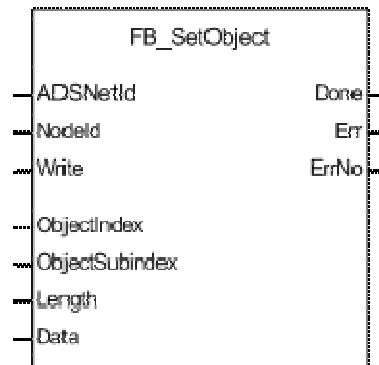 FB_SetObject
ADSNetId Done
NodeId Err
Write ErrNo
ObjectIndex
ObjectSubindex
Length
Data